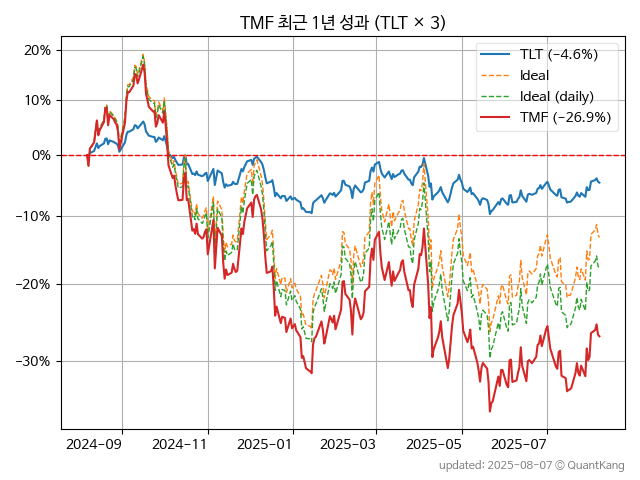 TMF 최근 1년 성과 (TLT × 3)
20%
10%
0%
−10%
−20%
−30%
TLT (−4.6%)
Ideal
Ideal (daily)
TMF (−26.9%)
2024-09
2024-11
2025-01
2025-03
2025-05
2025-07
updated: 2025-08-07 © QuantKang